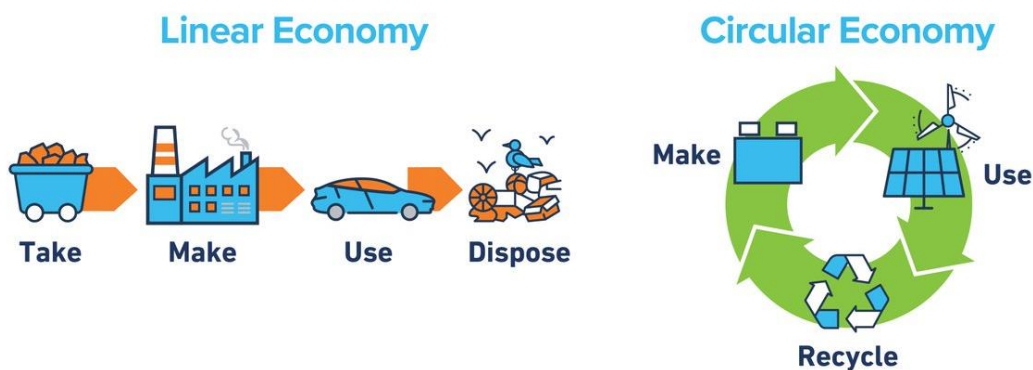 Linear Economy
Take
Make
Use
Dispose
Circular Economy
Make
Use
Recycle